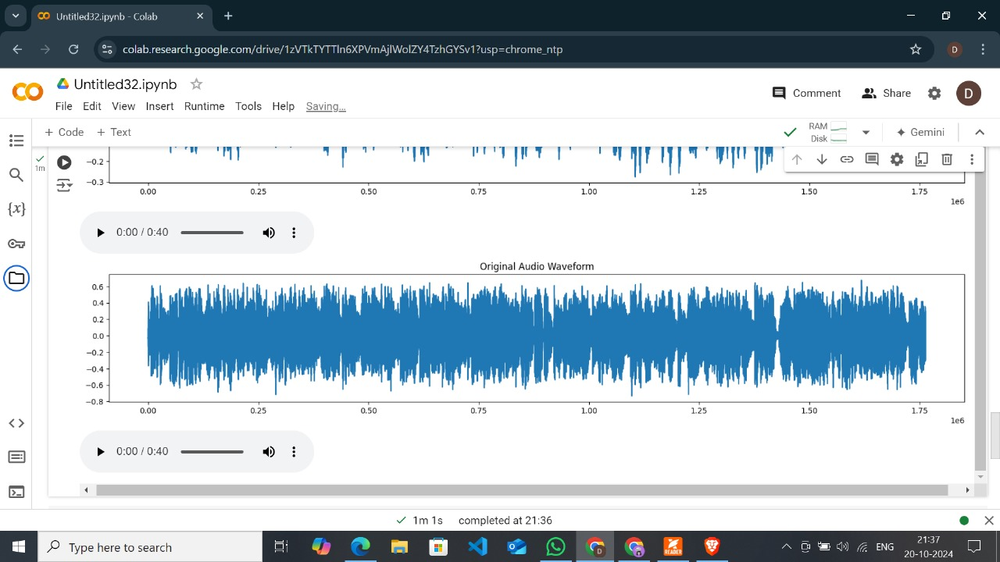 Untitled32.ipynb - Colab
colab.research.google.com/drive/1zVTkTYTTln6XPVmAjlWolZY4TzhGYSv1?usp=chrome_ntp
D
Untitled32.ipynb
Comment
Share
D
File Edit View Insert Runtime Tools Help Saving…
+ Code + Text
RAM
Disk
Gemini
1m
−0.2
−0.3
0.00 0.25 0.50 0.75 1.00 1.25 1.50 1.75
1e6
{x}
0:00 / 0:40
Original Audio Waveform
0.6
0.4
0.2
0.0
−0.2
−0.4
−0.6
−0.8
0.00 0.25 0.50 0.75 1.00 1.25 1.50 1.75
1e6
0:00 / 0:40
1m 1s completed at 21:36
Type here to search
D
READER
ENG
21:37
20-10-2024